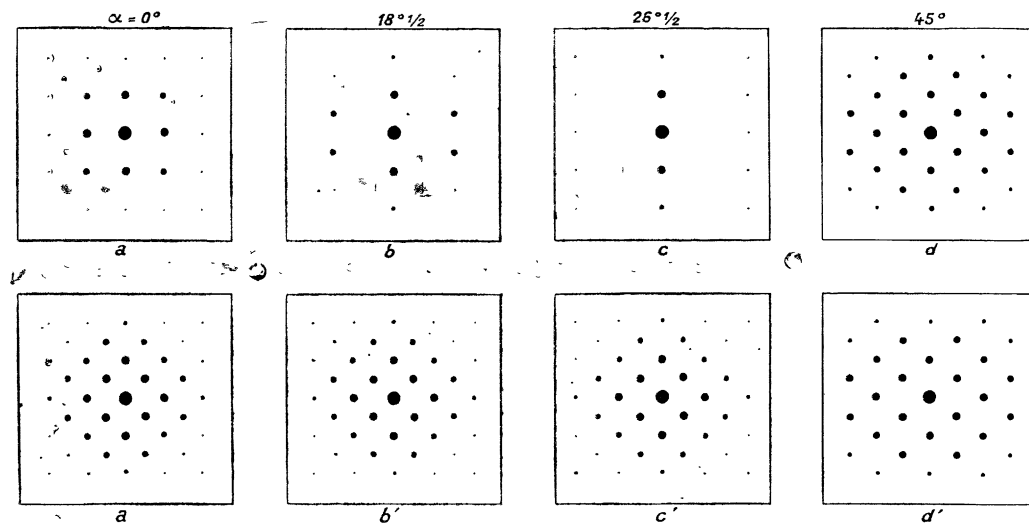 α = 0° 18° 1/2 26° 1/2 45°
a b c d
a b' c' d'